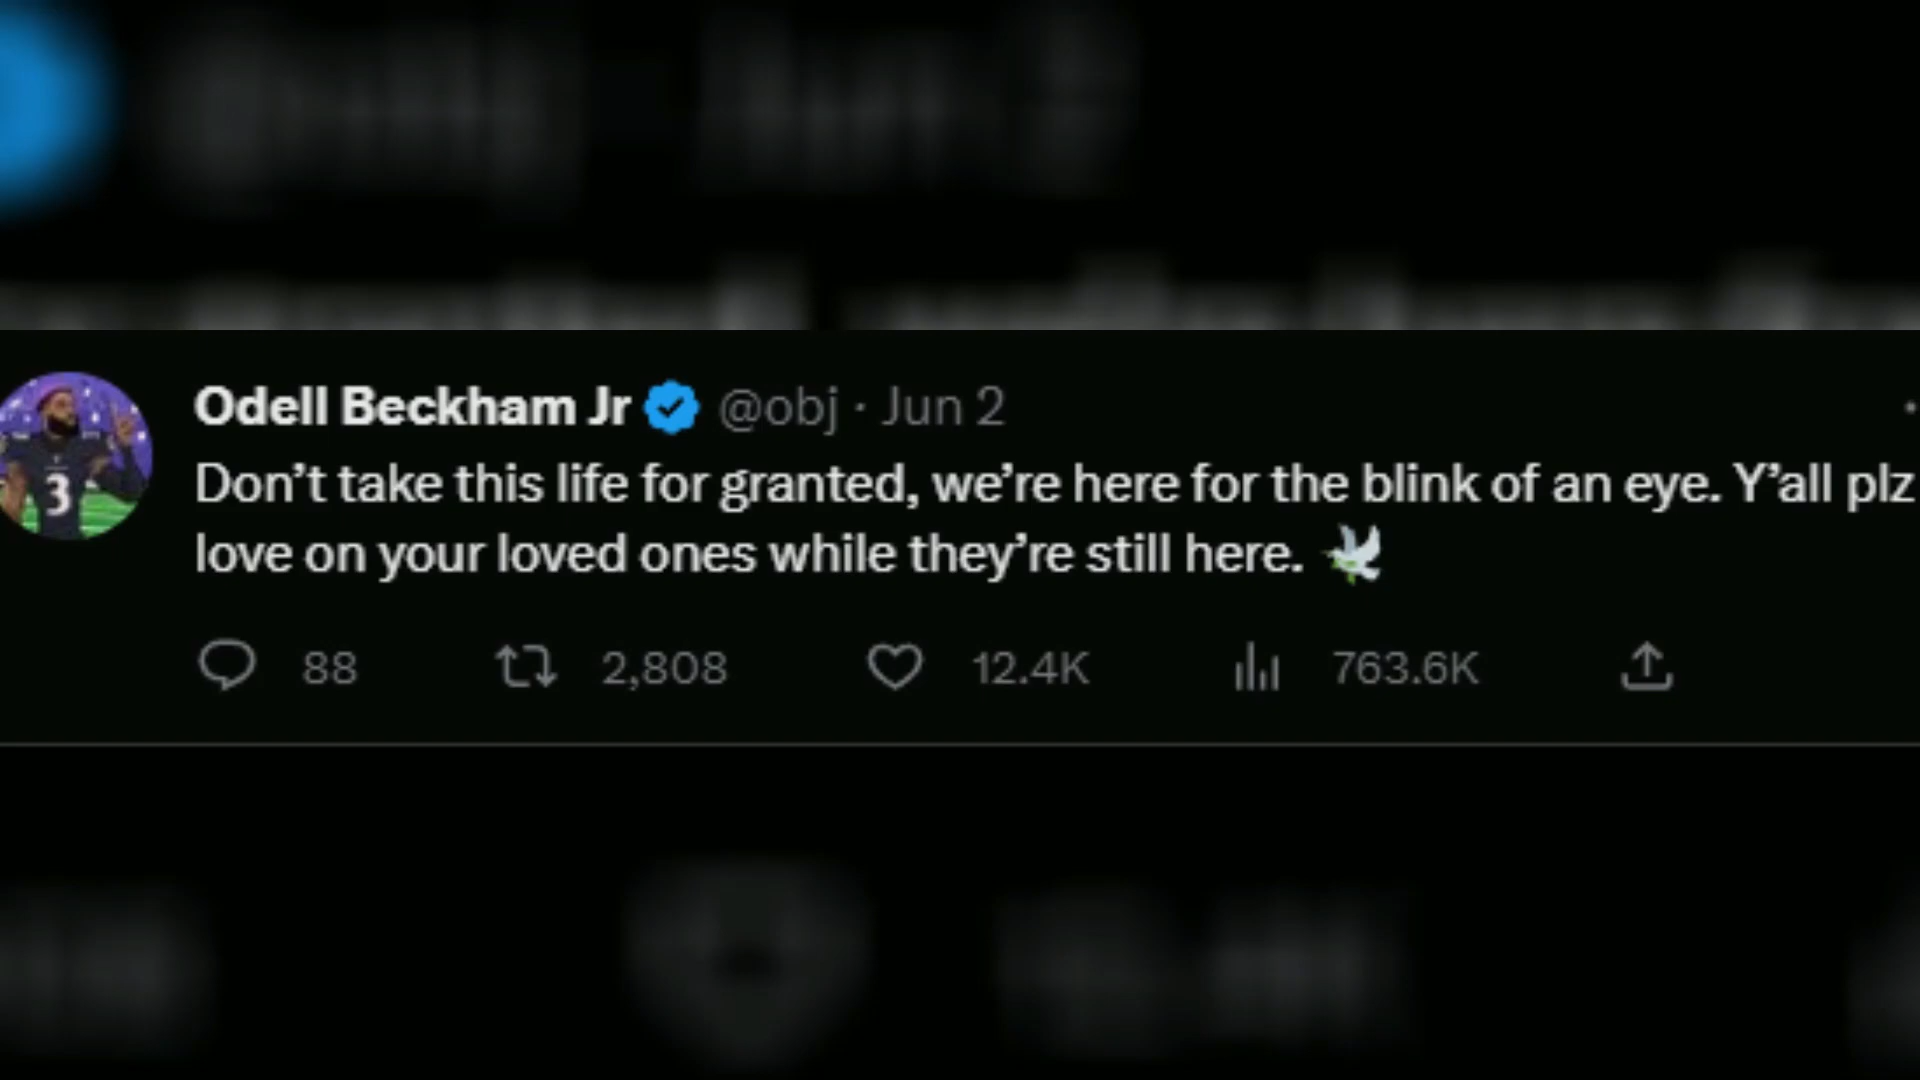 Odell Beckham Jr @obj · Jun 2
Don’t take this life for granted, we’re here for the blink of an eye. Y’all plz
love on your loved ones while they’re still here. 🕊️
88 2,808 12.4K 763.6K
3